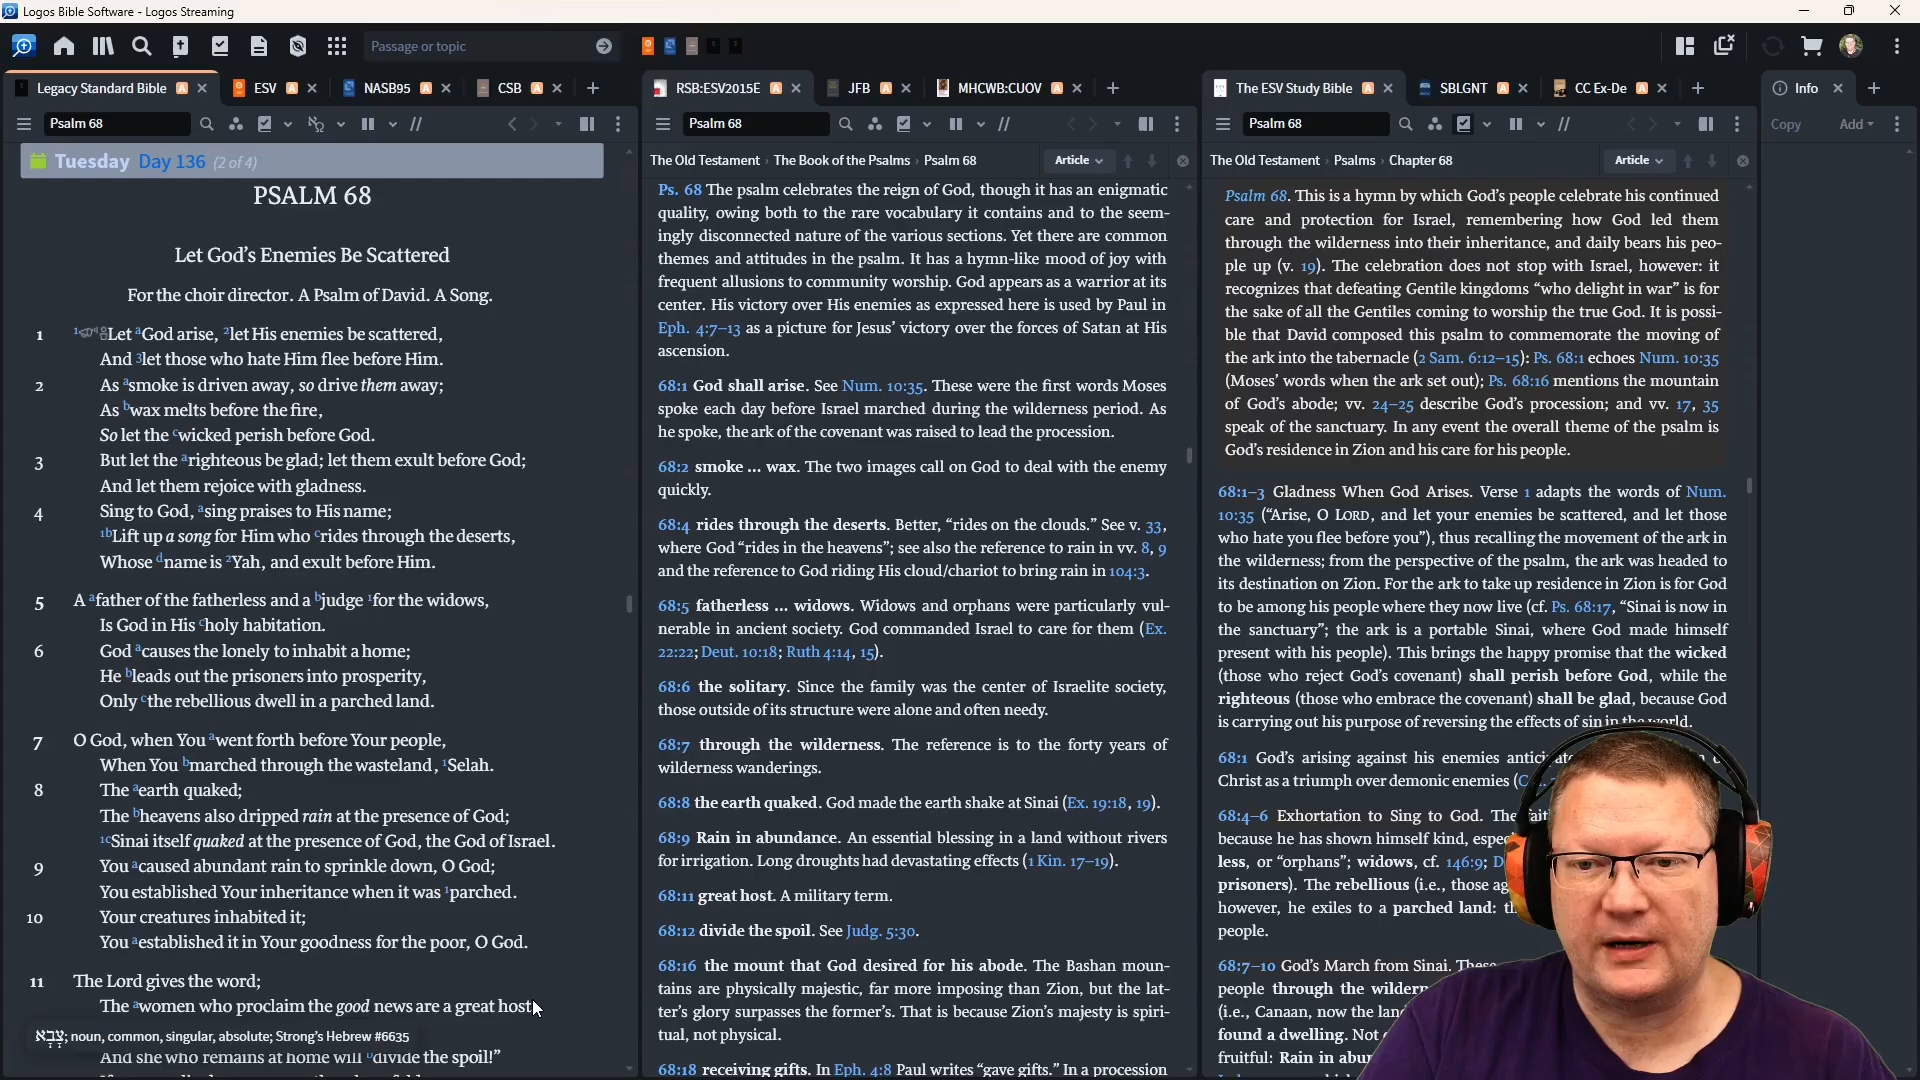 Logos Bible Software - Logos Streaming
Passage or topic
Legacy Standard Bible A
ESV A
NASB95 A
CSB A
RSB:ESV2015E A
JFB A
MHCWB:CUOV A
The ESV Study Bible A
SBLGNT A
CC Ex-De A
Info
Psalm 68
Psalm 68
Psalm 68
Copy
Add
Tuesday Day 136 (2 of 4)
PSALM 68
Let God’s Enemies Be Scattered
For the choir director. A Psalm of David. A Song.
1 1Let aGod arise, 2let His enemies be scattered,
And 3let those who hate Him flee before Him.
2 As asmoke is driven away, so drive them away;
As bwax melts before the fire,
So let the cwicked perish before God.
3 But let the arighteous be glad; let them exult before God;
And let them rejoice with gladness.
4 Sing to God, asing praises to His name;
1bLift up a song for Him who crides through the deserts,
Whose dname is 2Yah, and exult before Him.
5 A afather of the fatherless and a bjudge 1for the widows,
Is God in His choly habitation.
6 God acauses the lonely to inhabit a home;
He bleads out the prisoners into prosperity,
Only cthe rebellious dwell in a parched land.
7 O God, when You awent forth before Your people,
When You bmarched through the wasteland, 1Selah.
8 The aearth quaked;
The bheavens also dripped rain at the presence of God;
1cSinai itself quaked at the presence of God, the God of Israel.
9 You acaused abundant rain to sprinkle down, O God;
You established Your inheritance when it was 1parched.
10 Your creatures inhabited it;
You aestablished it in Your goodness for the poor, O God.
11 The Lord gives the word;
The awomen who proclaim the good news are a great host
צָבָא; noun, common, singular, absolute; Strong’s Hebrew #6635
And she who remains at home will bdivide the spoil!”
The Old Testament › The Book of the Psalms › Psalm 68
Article
Ps. 68 The psalm celebrates the reign of God, though it has an enigmatic
quality, owing both to the rare vocabulary it contains and to the seem-
ingly disconnected nature of the various sections. Yet there are common
themes and attitudes in the psalm. It has a hymn-like mood of joy with
frequent allusions to community worship. God appears as a warrior at its
center. His victory over His enemies as expressed here is used by Paul in
Eph. 4:7–13 as a picture for Jesus’ victory over the forces of Satan at His
ascension.
68:1 God shall arise. See Num. 10:35. These were the first words Moses
spoke each day before Israel marched during the wilderness period. As
he spoke, the ark of the covenant was raised to lead the procession.
68:2 smoke ... wax. The two images call on God to deal with the enemy
quickly.
68:4 rides through the deserts. Better, “rides on the clouds.” See v. 33,
where God “rides in the heavens”; see also the reference to rain in vv. 8, 9
and the reference to God riding His cloud/chariot to bring rain in 104:3.
68:5 fatherless ... widows. Widows and orphans were particularly vul-
nerable in ancient society. God commanded Israel to care for them (Ex.
22:22; Deut. 10:18; Ruth 4:14, 15).
68:6 the solitary. Since the family was the center of Israelite society,
those outside of its structure were alone and often needy.
68:7 through the wilderness. The reference is to the forty years of
wilderness wanderings.
68:8 the earth quaked. God made the earth shake at Sinai (Ex. 19:18, 19).
68:9 Rain in abundance. An essential blessing in a land without rivers
for irrigation. Long droughts had devastating effects (1 Kin. 17–19).
68:11 great host. A military term.
68:12 divide the spoil. See Judg. 5:30.
68:16 the mount that God desired for his abode. The Bashan moun-
tains are physically majestic, far more imposing than Zion, but the lat-
ter’s glory surpasses the former’s. That is because Zion’s majesty is spiri-
tual, not physical.
68:18 receiving gifts. In Eph. 4:8 Paul writes “gave gifts.” In a procession
The Old Testament › Psalms › Chapter 68
Article
Psalm 68. This is a hymn by which God’s people celebrate his continued
care and protection for Israel, remembering how God led them
through the wilderness into their inheritance, and daily bears his peo-
ple up (v. 19). The celebration does not stop with Israel, however: it
recognizes that defeating Gentile kingdoms “who delight in war” is for
the sake of all the Gentiles coming to worship the true God. It is possi-
ble that David composed this psalm to commemorate the moving of
the ark into the tabernacle (2 Sam. 6:12–15): Ps. 68:1 echoes Num. 10:35
(Moses’ words when the ark set out); Ps. 68:16 mentions the mountain
of God’s abode; vv. 24–25 describe God’s procession; and vv. 17, 35
speak of the sanctuary. In any event the overall theme of the psalm is
God’s residence in Zion and his care for his people.
68:1–3 Gladness When God Arises. Verse 1 adapts the words of Num.
10:35 (“Arise, O LORD, and let your enemies be scattered, and let those
who hate you flee before you”), thus recalling the movement of the ark in
the wilderness; from the perspective of the psalm, the ark was headed to
its destination on Zion. For the ark to take up residence in Zion is for God
to be among his people where they now live (cf. Ps. 68:17, “Sinai is now in
the sanctuary”; the ark is a portable Sinai, where God made himself
present with his people). This brings the happy promise that the wicked
(those who reject God’s covenant) shall perish before God, while the
righteous (those who embrace the covenant) shall be glad, because God
is carrying out his purpose of reversing the effects of sin in the world.
68:1 God’s arising against his enemies
Christ as a triumph over demonic enemies (
68:4–6 Exhortation to Sing to God. The
because he has shown himself kind,
less, or “orphans”; widows, cf. 146:9;
prisoners). The rebellious (i.e., those
however, he exiles to a parched land:
people.
68:7–10 God’s March from Sinai. These
people through the
(i.e., Canaan, now the
found a dwelling. Not
fruitful: Rain in